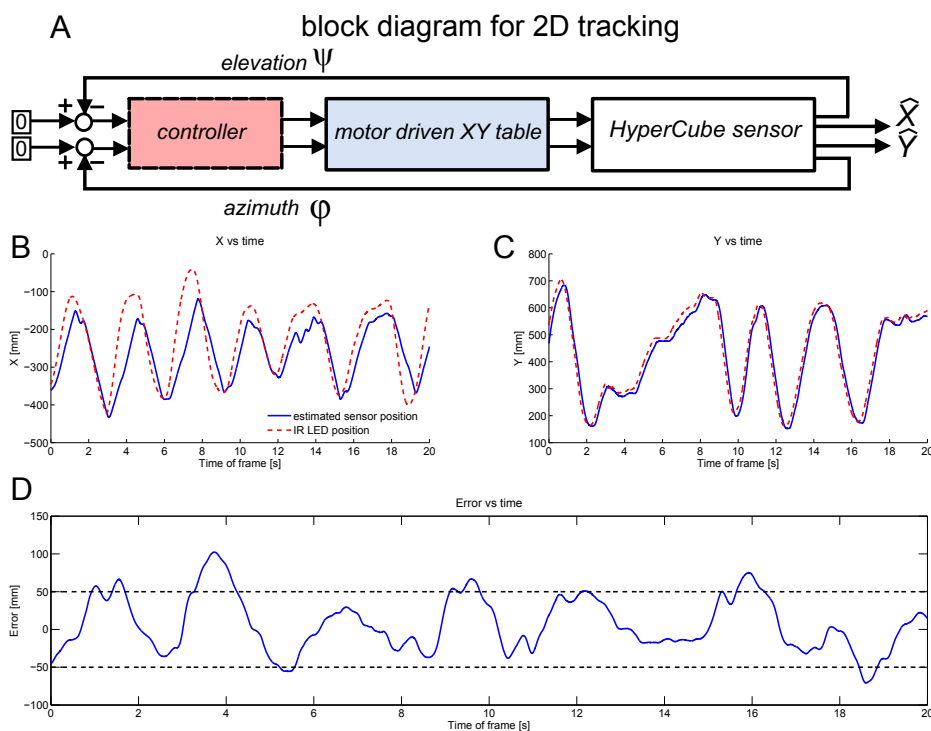 A
block diagram for 2D tracking
elevation ψ
+
−
0
0
+
−
controller
motor driven XY table
HyperCube sensor
X̂
Ŷ
azimuth φ
B
X vs time
0
−100
−200
−300
−400
−500
X [mm]
0 2 4 6 8 10 12 14 16 18 20
Time of frame [s]
estimated sensor position
IR LED position
C
Y vs time
800
700
600
500
400
300
200
100
Y [mm]
0 2 4 6 8 10 12 14 16 18 20
Time of frame [s]
D
Error vs time
150
100
50
0
−50
−100
Error [mm]
0 2 4 6 8 10 12 14 16 18 20
Time of frame [s]